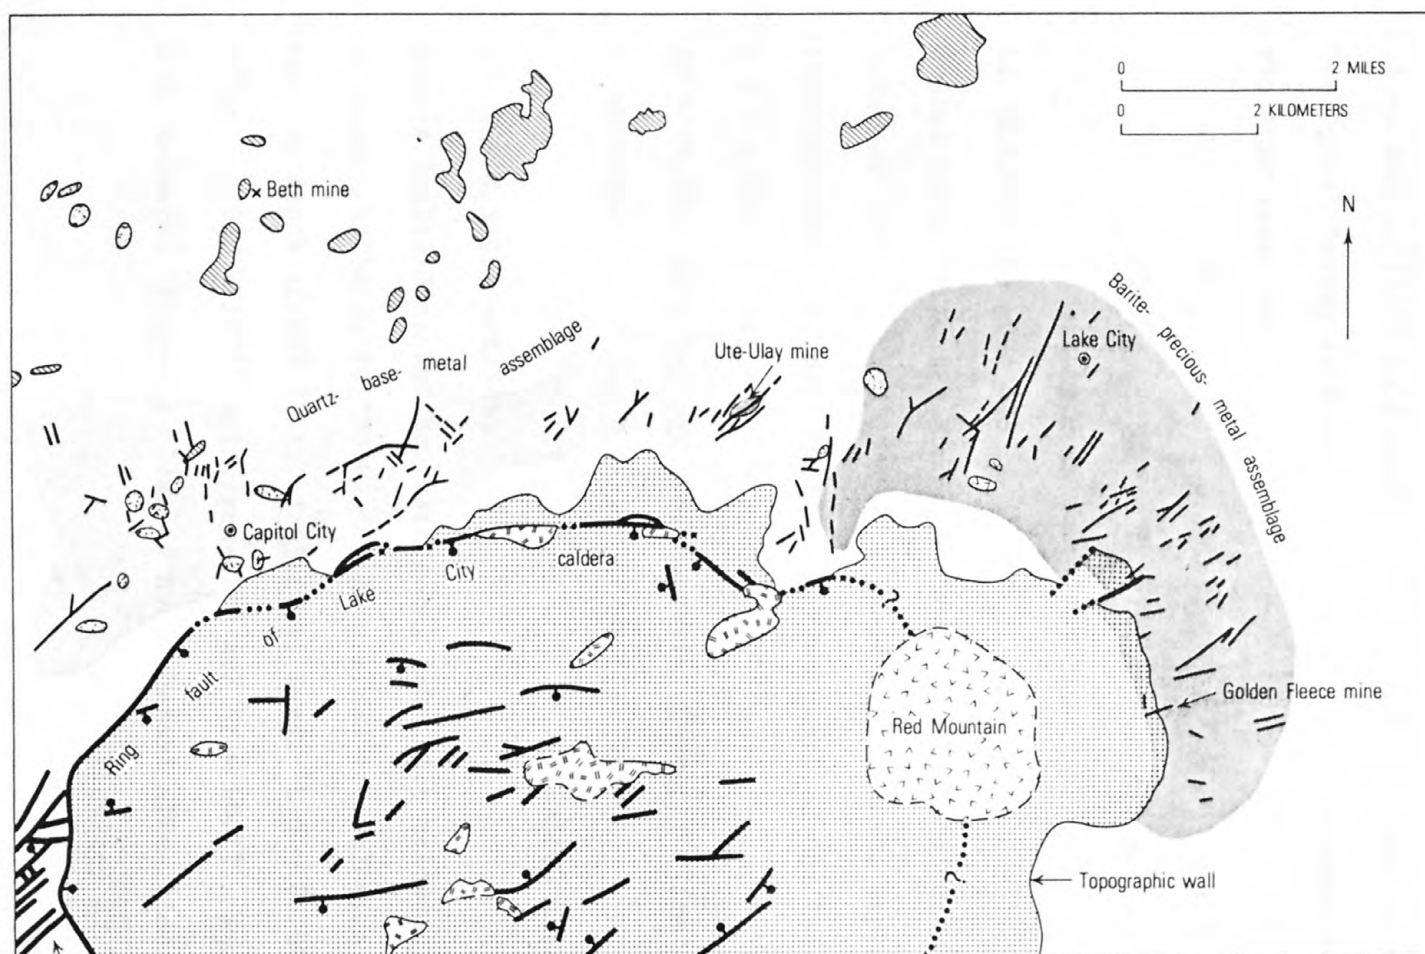 0 2 MILES
0 2 KILOMETERS
Beth mine
N
Barite- precious- metal assemblage
Lake City
Ute-Ulay mine
Quartz- base- metal assemblage
Capitol City
Ring fault of Lake City caldera
Golden Fleece mine
Red Mountain
?
?
Topographic wall